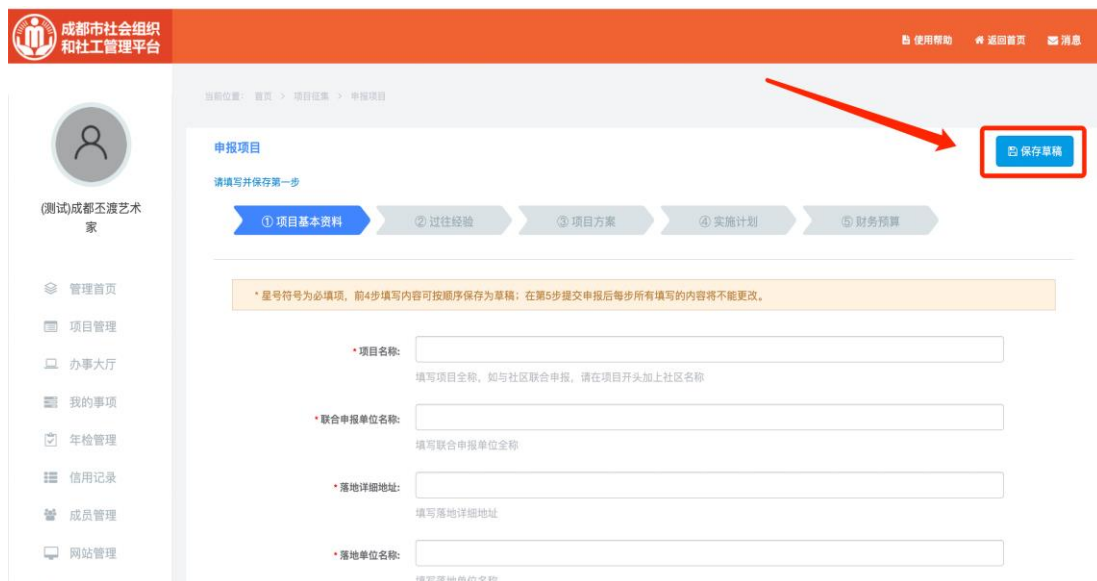 成都市社会组织
和社工管理平台
使用帮助 返回首页 消息
当前位置: 首页 > 项目征集 > 申报项目
申报项目
保存草稿
请填写并保存第一步
(测试)成都丕渡艺术
家
① 项目基本资料 ② 过往经验 ③ 项目方案 ④ 实施计划 ⑤ 财务预算
* 星号符号为必填项，前4步填写内容可按顺序保存为草稿；在第5步提交申报后每步所有填写的内容将不能更改。
管理首页
项目管理
办事大厅
我的事项
年检管理
信用记录
成员管理
网站管理
* 项目名称:
填写项目全称，如与社区联合申报，请在项目开头加上社区名称
* 联合申报单位名称:
填写联合申报单位全称
* 落地详细地址:
填写落地详细地址
* 落地单位名称:
填写落地单位名称